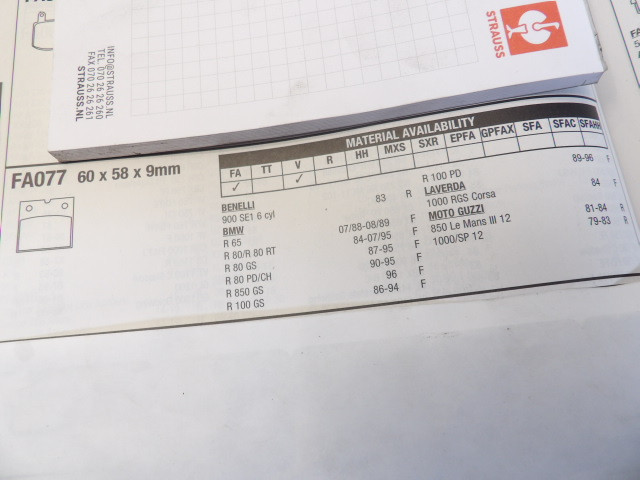 STRAUSS
INFO@STRAUSS.NL
TEL. 070 26 26 260
FAX 070 26 26 261
STRAUSS.NL
FA077 60 x 58 x 9mm
MATERIAL AVAILABILITY
FA TT V R HH MXS SXR EPFA GPFAX SFA SFAC SFAHH
✓ ✓
BENELLI
900 SE1 6 cyl 83 R
BMW
R 65 07/88-08/89 F
R 80/R 80 RT 84-07/95 F
R 80 GS 87-95 F
R 80 PD/CH 90-95 F
R 850 GS 96 F
R 100 GS 86-94 F
R 100 PD 89-96 F
LAVERDA
1000 RGS Corsa 84 F
MOTO GUZZI
850 Le Mans III 12 81-84 R
1000/SP 12 79-83 R